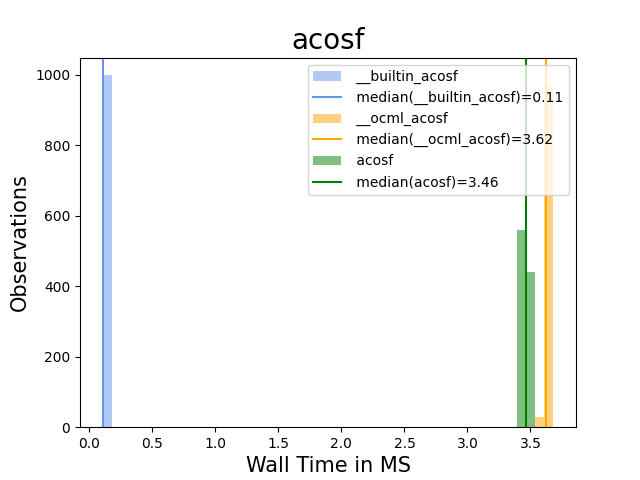 acosf
Observations
1000
800
600
400
200
0
__builtin_acosf
median(__builtin_acosf)=0.11
__ocml_acosf
median(__ocml_acosf)=3.62
acosf
median(acosf)=3.46
0.0 0.5 1.0 1.5 2.0 2.5 3.0 3.5
Wall Time in MS